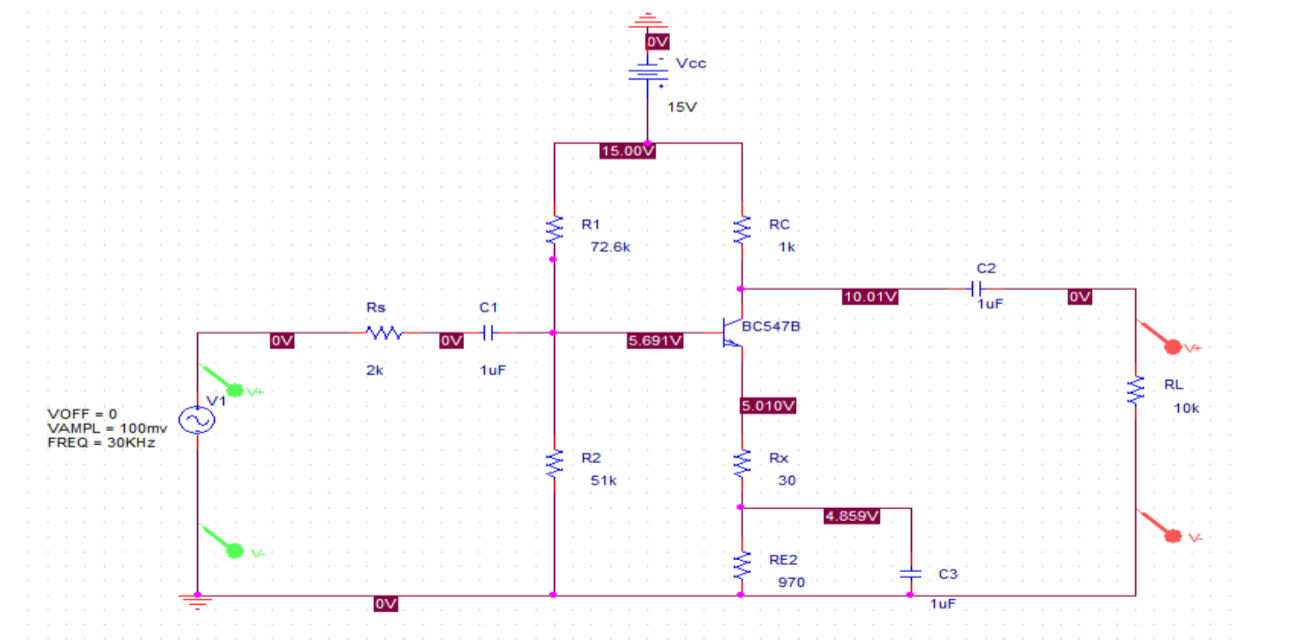 0V
Vcc
15V
15.00V
R1
72.6k
RC
1k
C2
1uF
10.01V
0V
Rs
2k
C1
1uF
0V
0V
5.691V
BC547B
V+
V+
V1
VOFF = 0
VAMPL = 100mv
FREQ = 30KHz
5.010V
RL
10k
R2
51k
Rx
30
4.859V
V-
V-
RE2
970
C3
1uF
0V